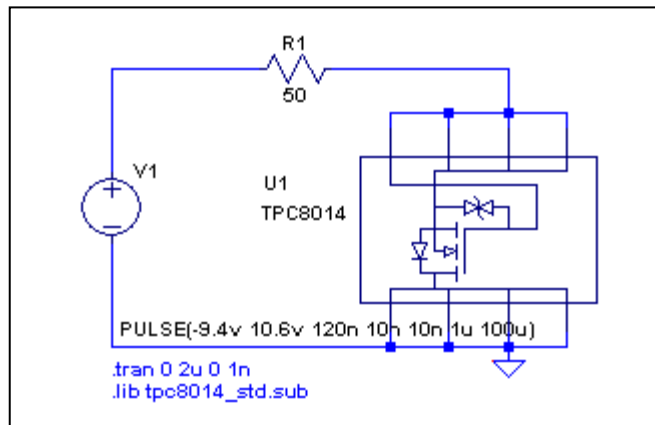 R1
50
V1
U1
TPC8014
PULSE(-9.4v 10.6v 120n 10n 10n 1u 100u)
.tran 0 2u 0 1n
.lib tpc8014_std.sub